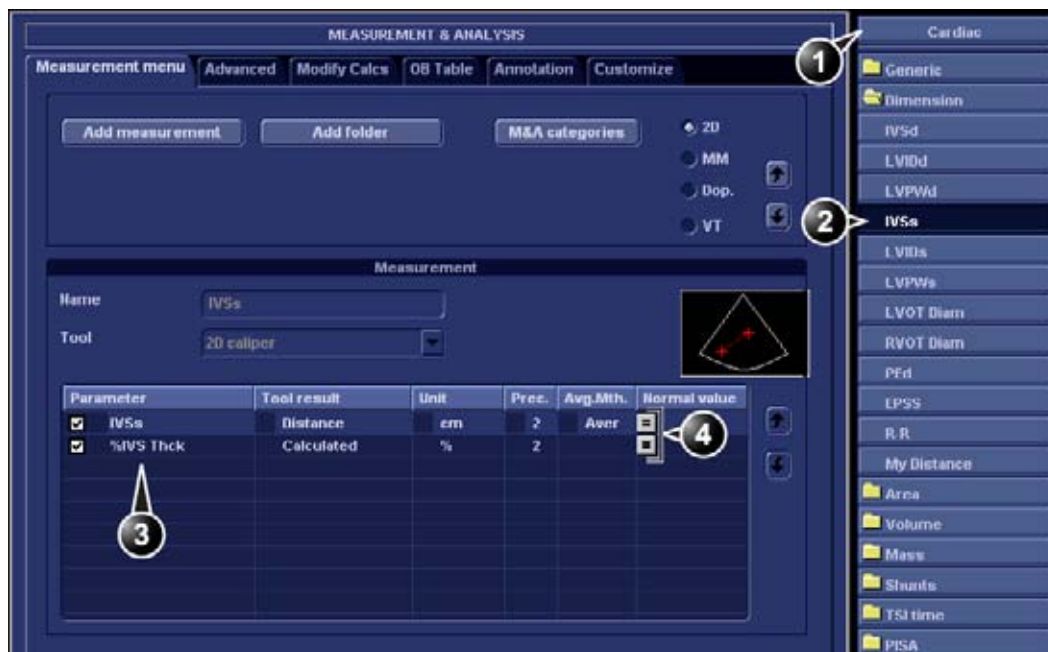 MEASUREMENT & ANALYSIS
Measurement menu Advanced Modify Calcs OB Table Annotation Customize
Add measurement Add folder M&A categories 2D
MM
Dop.
VT
Measurement
Name IVSs
Tool 2D caliper
Parameter Tool result Unit Prec. Avg.Mth. Normal value
IVSs Distance cm 2 Aver =
%IVS Thck Calculated % 2
3
4
1
2
Cardiac
Generic
Dimension
IVSd
LVIDd
LVPWd
IVSs
LVIDs
LVPWs
LVOT Diam
RVOT Diam
PEd
EPSS
R-R
My Distance
Area
Volume
Mass
Shunts
TSI time
PISA